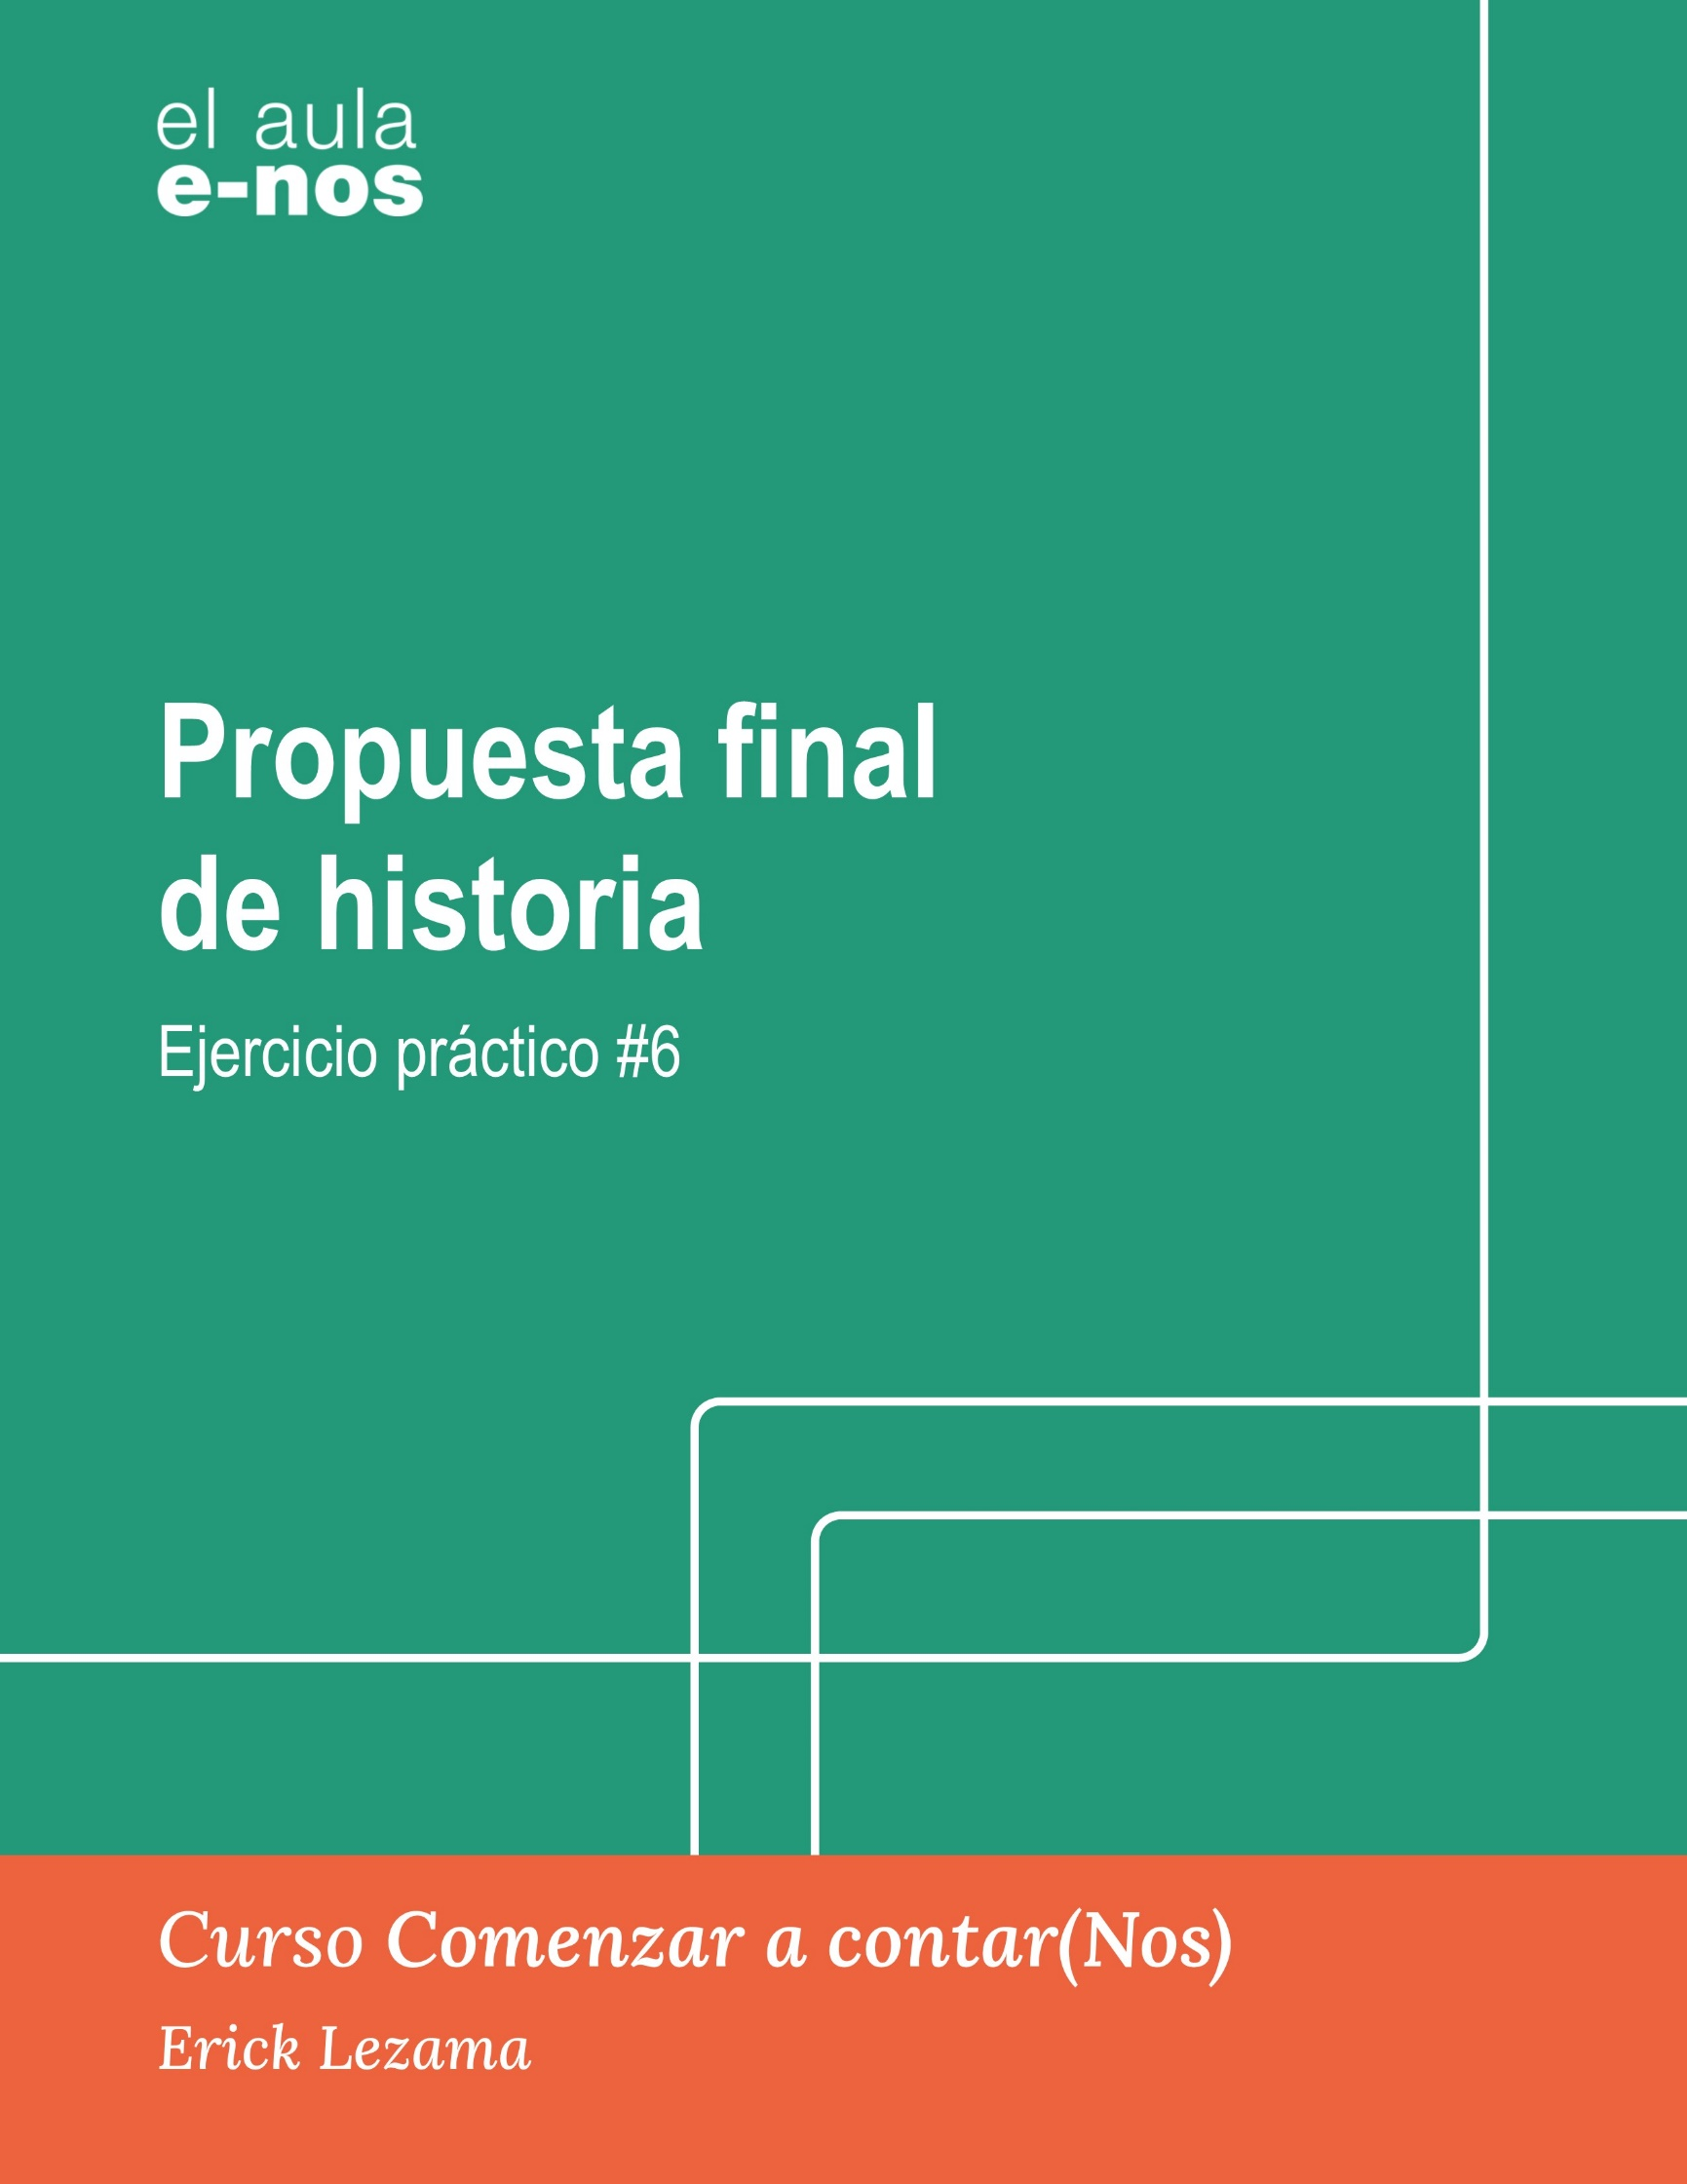 el aula
e-nos
Propuesta final
de historia
Ejercicio práctico #6
Curso Comenzar a contar(Nos)
Erick Lezama